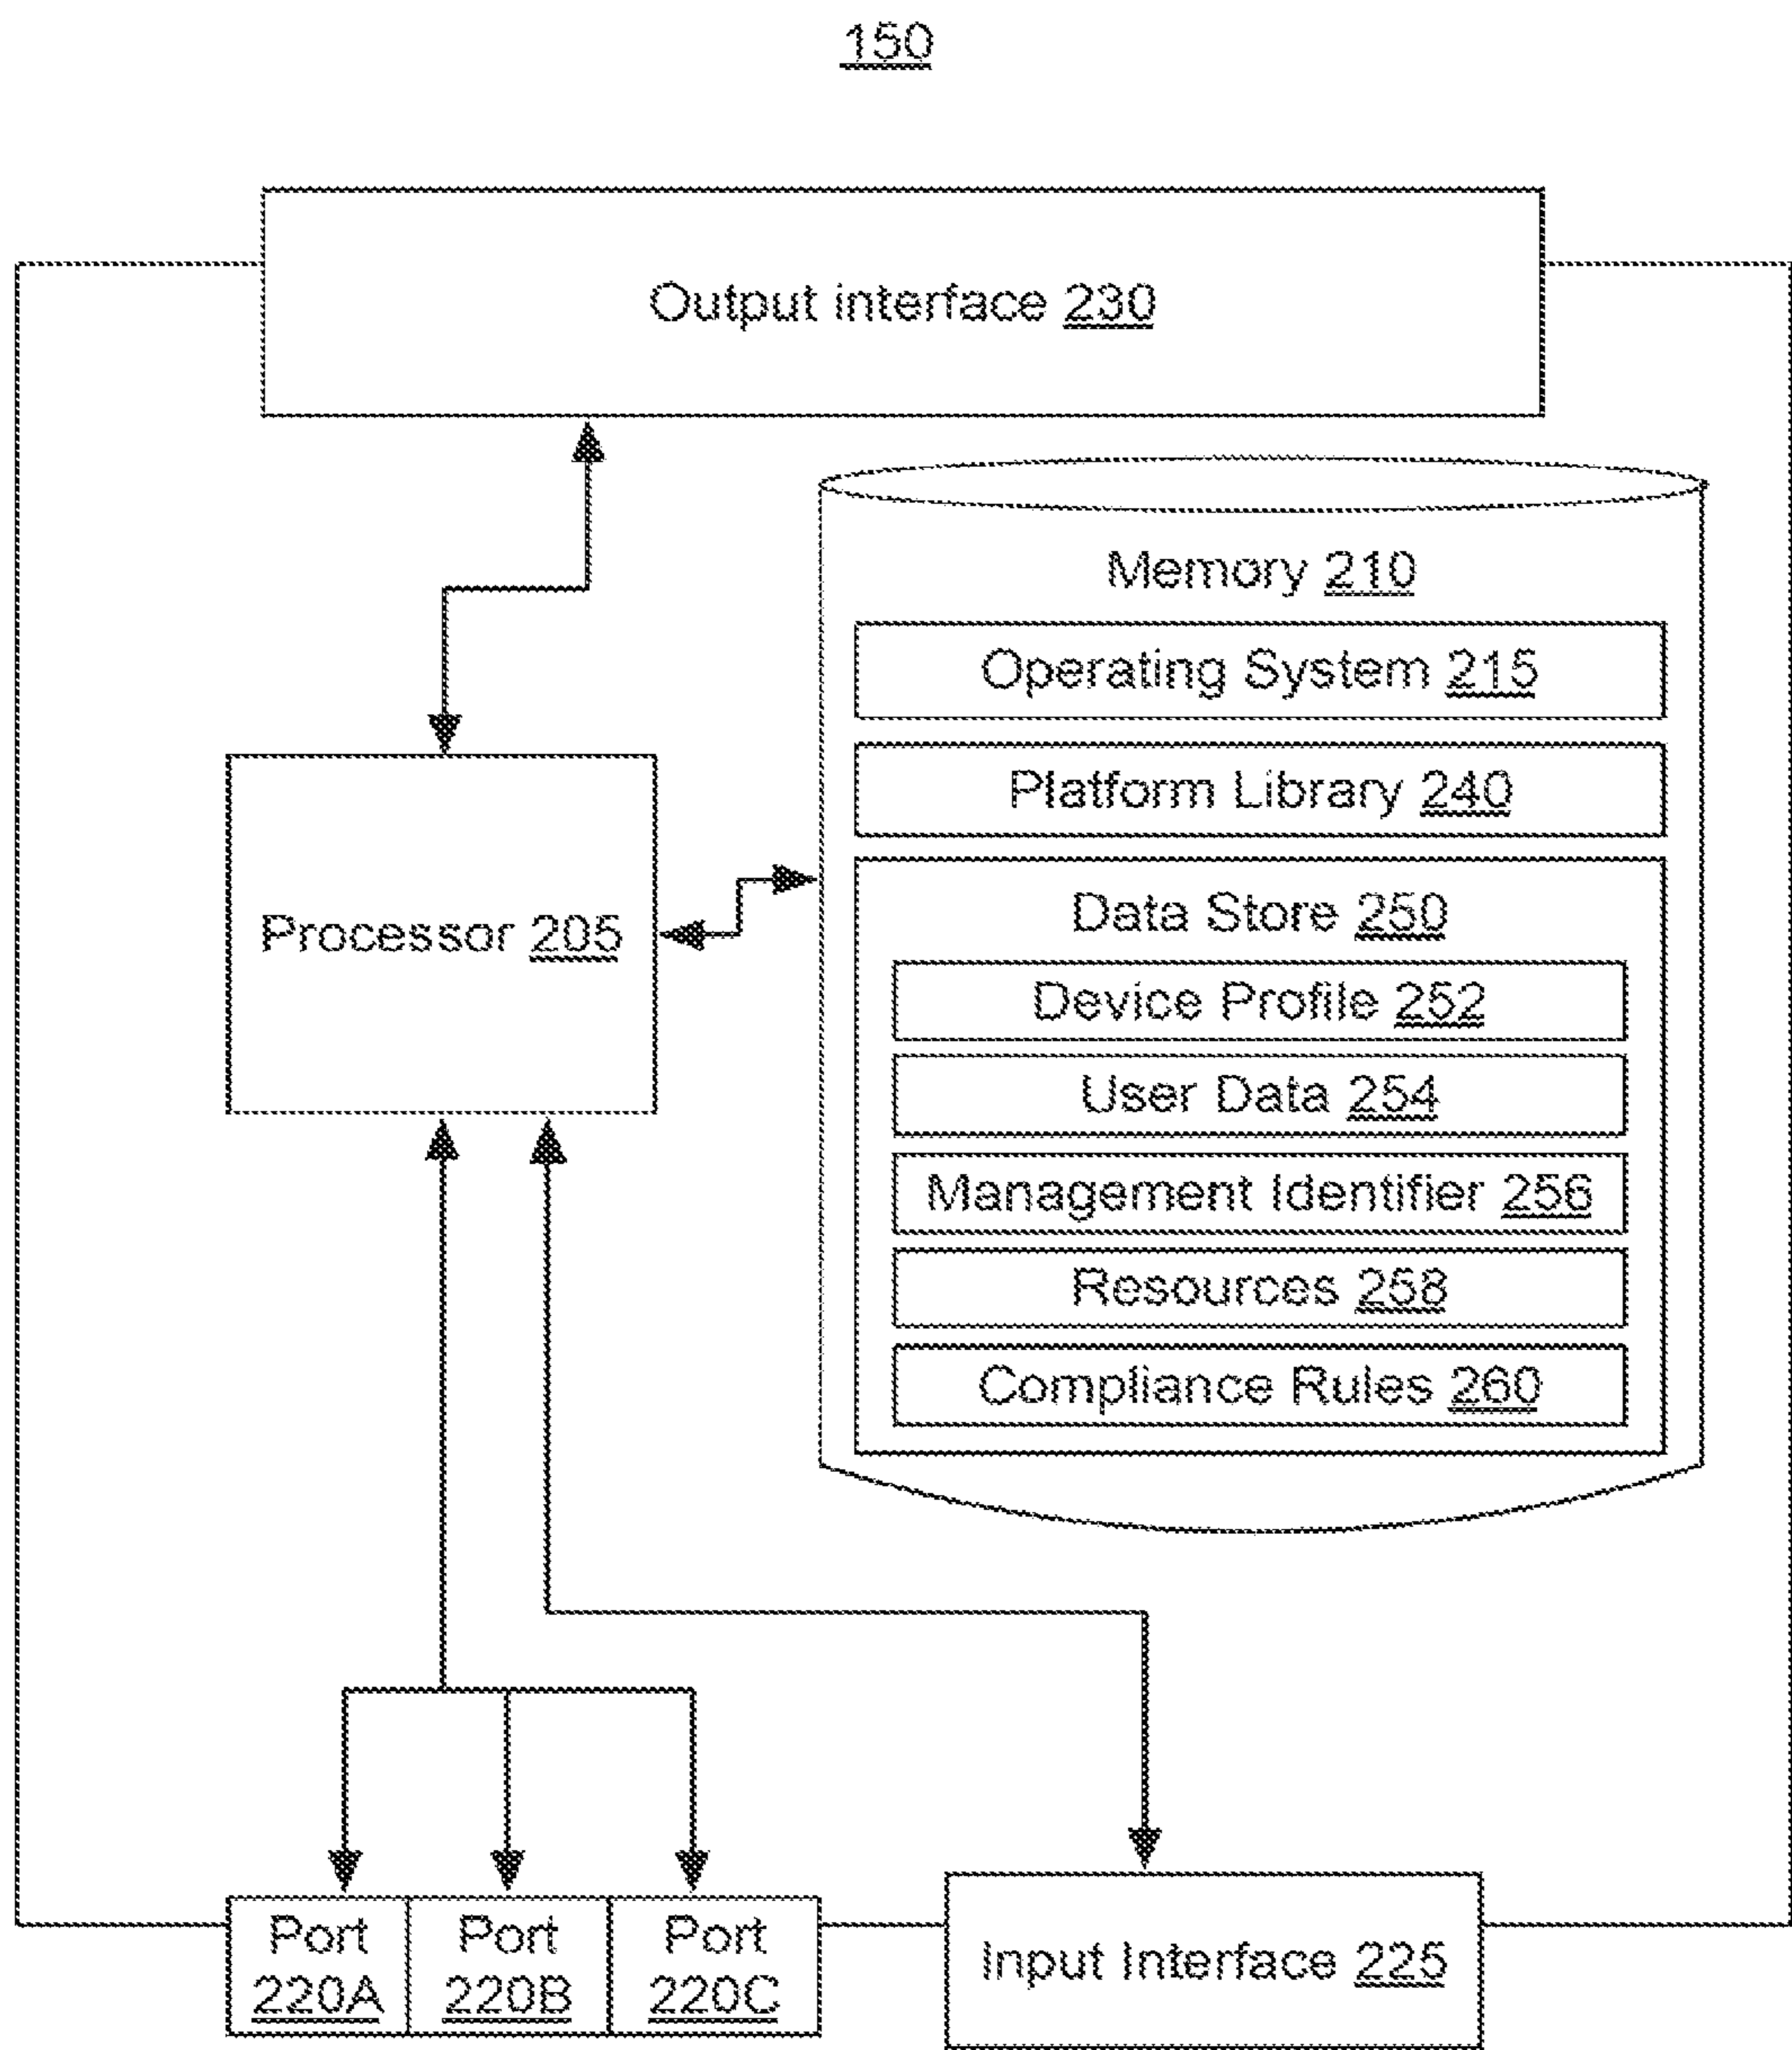 150
Output interface 230
Memory 210
Operating System 215
Platform Library 240
Processor 205
Data Store 250
Device Profile 252
User Data 254
Management Identifier 256
Resources 258
Compliance Rules 260
Port
220A
Port
220B
Port
220C
Input Interface 225